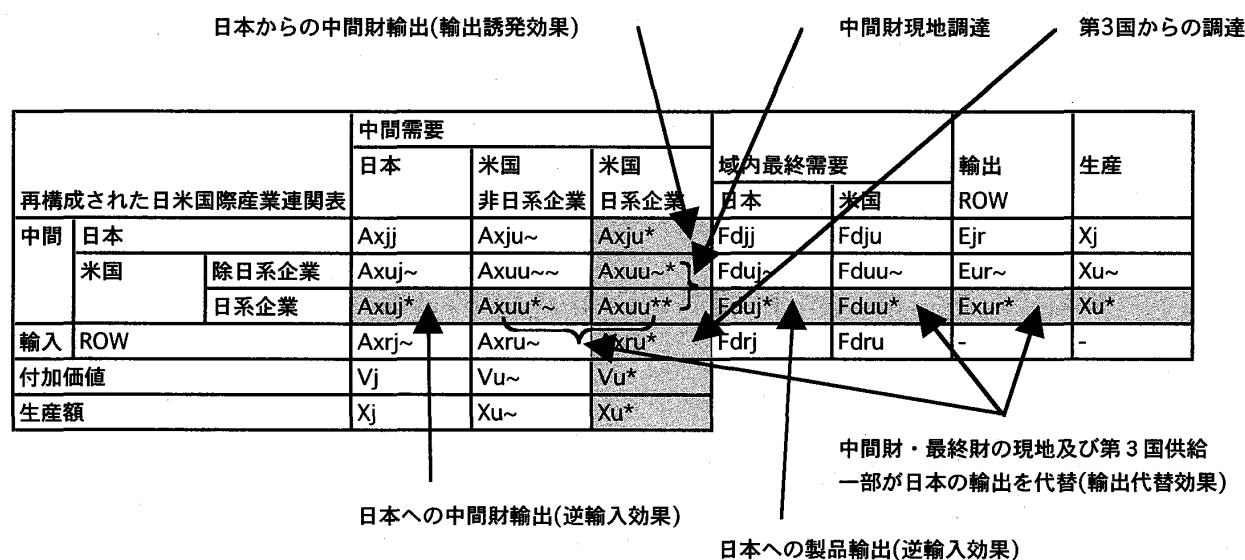 日本からの中間財輸出(輸出誘発効果) 中間財現地調達 第3国からの調達
中間需要
日本 米国 米国 域内最終需要 輸出 生産
再構成された日米国際産業連関表 非日系企業 日系企業 日本 米国 ROW
中間 日本 Axjj Axju~ Axju* Fdjj Fdju Ejr Xj
米国 除日系企業 Axuj~ Axuu~~ Axuu~* Fduj~ Fduu~ Eur~ Xu~
日系企業 Axuj* Axuu*~ Axuu** Fduj* Fduu* Exur* Xu*
輸入 ROW Axrj~ Axru~ Axru* Fdrj Fdru - -
付加価値 Vj Vu~ Vu*
生産額 Xj Xu~ Xu*
中間財・最終財の現地及び第3国供給
一部が日本の輸出を代替(輸出代替効果)
日本への中間財輸出(逆輸入効果)
日本への製品輸出(逆輸入効果)